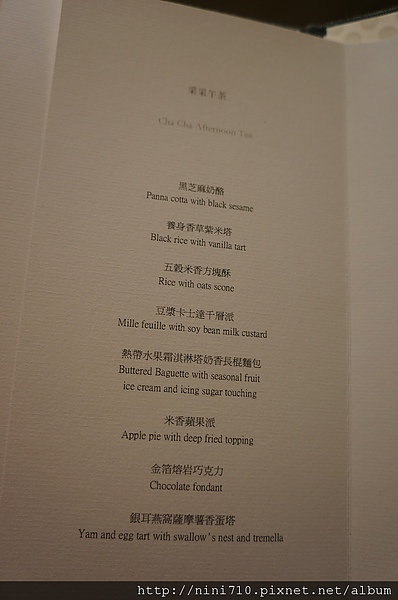 采采午茶
Cha Cha Afternoon Tea
黑芝麻奶酪
Panna cotta with black sesame
養身香草紫米塔
Black rice with vanilla tart
五穀米香方塊酥
Rice with oats scone
豆漿卡士達千層派
Mille feuille with soy bean milk custard
熱帶水果霜淇淋塔奶香長棍麵包
Buttered Baguette with seasonal fruit
ice cream and icing sugar touching
米香蘋果派
Apple pie with deep fried topping
金箔熔岩巧克力
Chocolate fondant
銀耳燕窩薩摩薯香蛋塔
Yam and egg tart with swallow's nest and tremella
http://nini710.pixnet.net/album